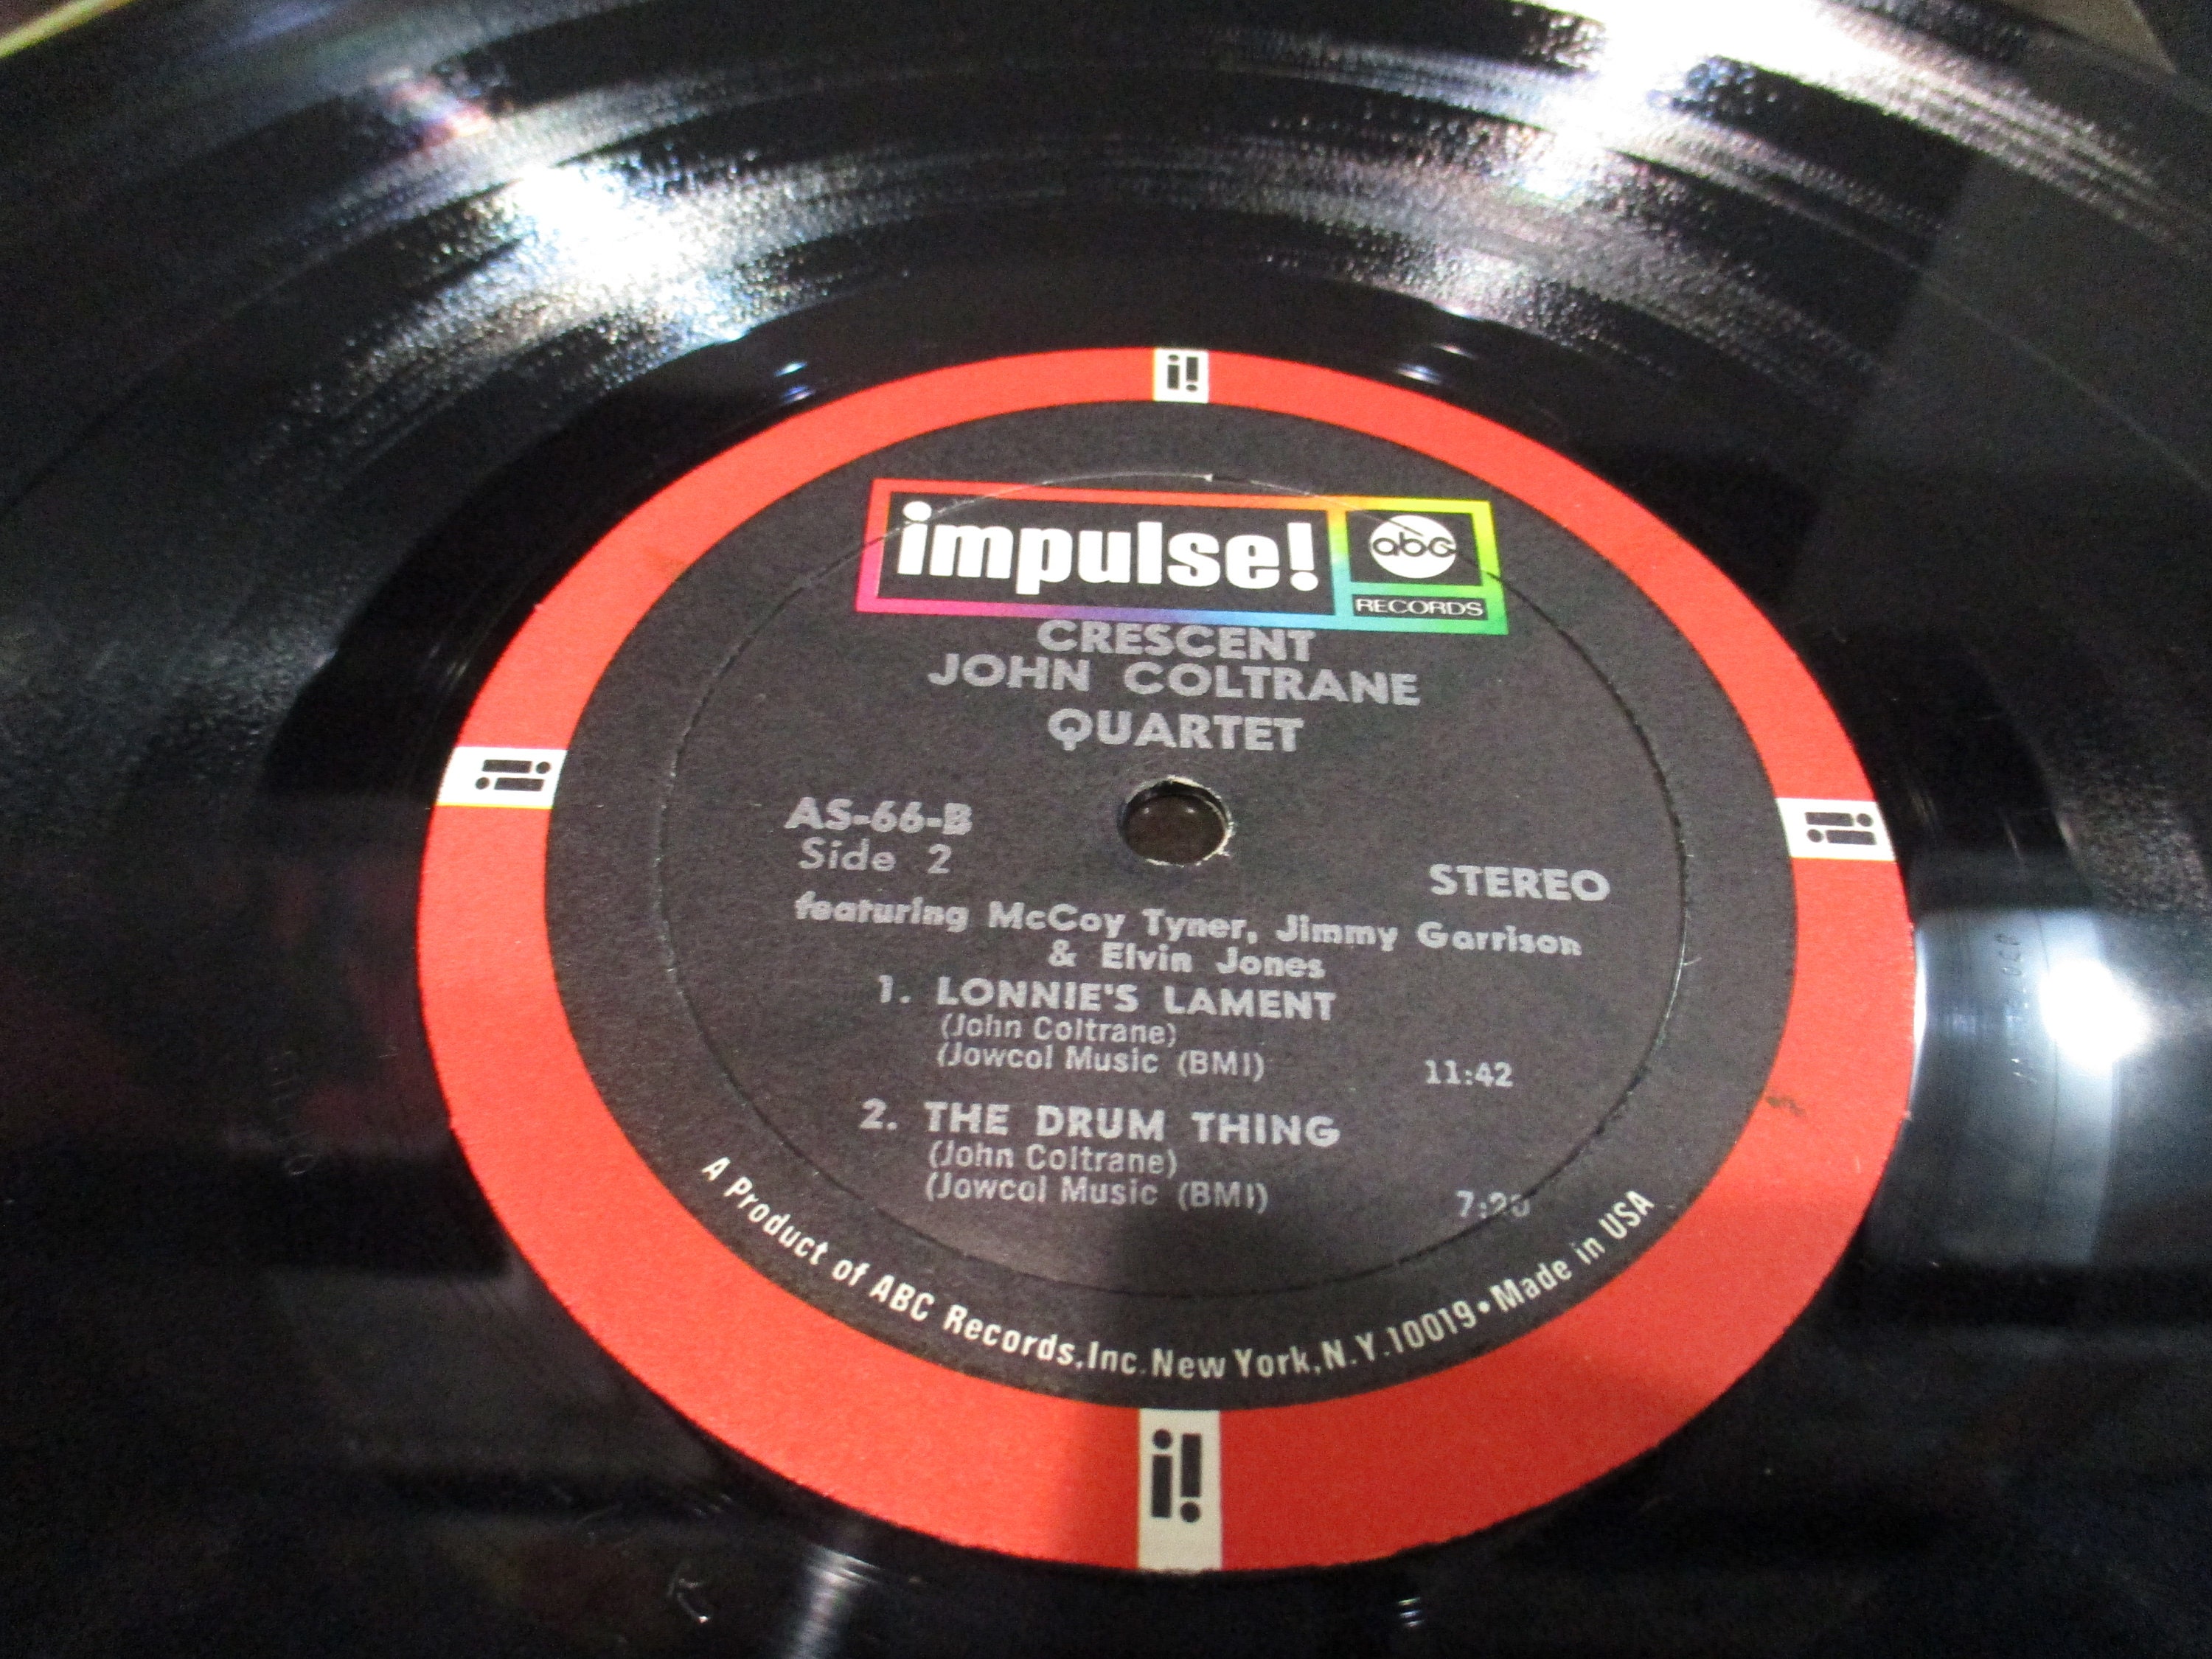 i!
impulse!
abc
RECORDS
CRESCENT
JOHN COLTRANE
QUARTET
i!
i!
AS-66-B
Side 2
STEREO
featuring McCoy Tyner, Jimmy Garrison
& Elvin Jones
1. LONNIE'S LAMENT
(John Coltrane)
(Jowcol Music (BMI) 11:42
2. THE DRUM THING
(John Coltrane)
(Jowcol Music (BMI)
A Product of ABC Records,Inc.New York,N.Y.10019•Made in USA
i!